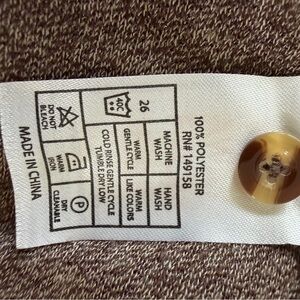 100% POLYESTER
RN# 149158
26
40C
MACHINE WASH
HAND WASH
WARM GENTLE CYCLE
WARM LIKE COLORS
COLD RINSE GENTLE CYCLE
TUMBLE DRY LOW
DO NOT BLEACH
WARM IRON
P
DRY CLEANABLE
MADE IN CHINA